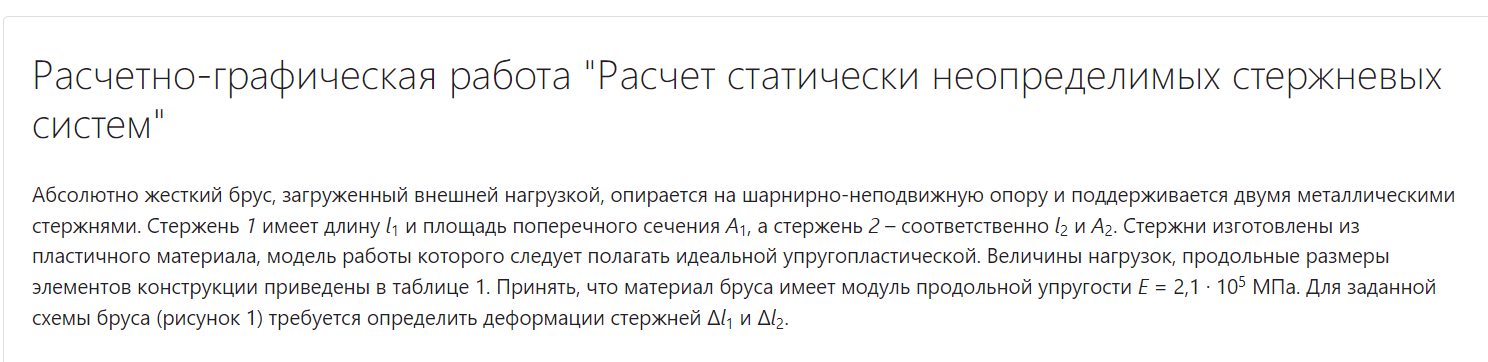 Расчетно-графическая работа "Расчет статически неопределимых стержневых
систем"
Абсолютно жесткий брус, загруженный внешней нагрузкой, опирается на шарнирно-неподвижную опору и поддерживается двумя металлическими
стержнями. Стержень 1 имеет длину l₁ и площадь поперечного сечения A₁, а стержень 2 – соответственно l₂ и A₂. Стержни изготовлены из
пластичного материала, модель работы которого следует полагать идеальной упругопластической. Величины нагрузок, продольные размеры
элементов конструкции приведены в таблице 1. Принять, что материал бруса имеет модуль продольной упругости E = 2,1 · 10⁵ МПа. Для заданной
схемы бруса (рисунок 1) требуется определить деформации стержней Δl₁ и Δl₂.